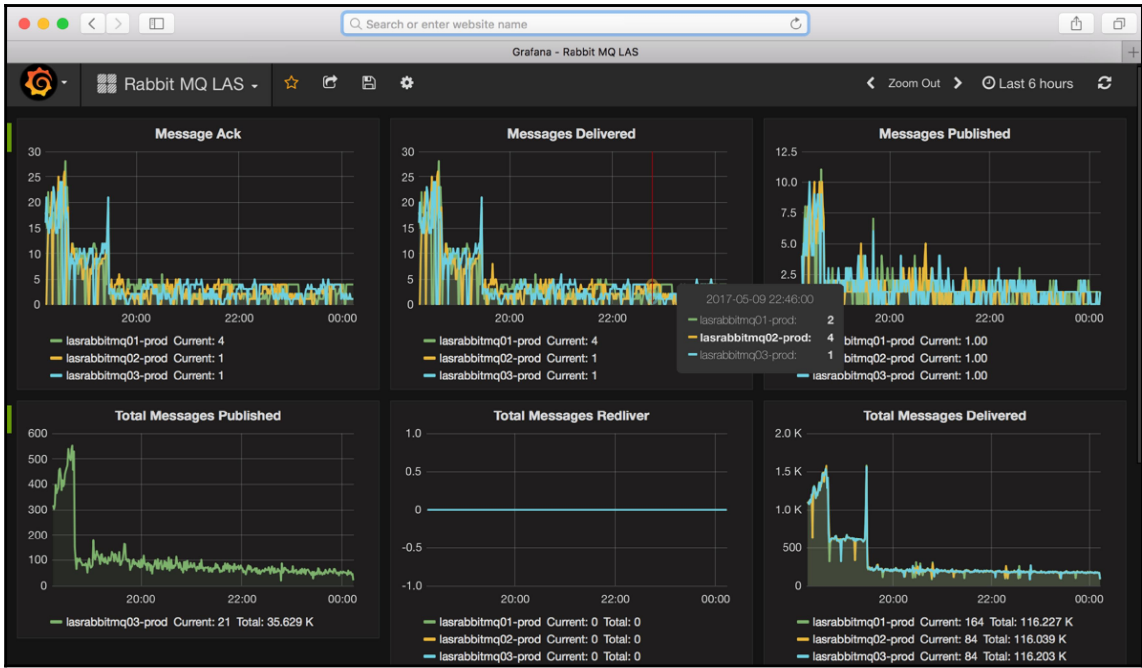 Search or enter website name
Grafana - Rabbit MQ LAS
Rabbit MQ LAS
Zoom Out
Last 6 hours
Message Ack
30
25
20
15
10
5
0
20:00
22:00
00:00
lasrabbitmq01-prod Current: 4
lasrabbitmq02-prod Current: 1
lasrabbitmq03-prod Current: 1
Messages Delivered
30
25
20
15
10
5
0
20:00
22:00
lasrabbitmq01-prod Current: 4
lasrabbitmq02-prod Current: 1
lasrabbitmq03-prod Current: 1
2017-05-09 22:46:00
lasrabbitmq01-prod: 2
lasrabbitmq02-prod: 4
lasrabbitmq03-prod: 1
Messages Published
12.5
10.0
7.5
5.0
2.5
20:00
22:00
00:00
bitmq01-prod Current: 1.00
bitmq02-prod Current: 1.00
lasrabbitmq03-prod Current: 1.00
Total Messages Published
600
500
400
300
200
100
0
20:00
22:00
00:00
lasrabbitmq03-prod Current: 21 Total: 35.629 K
Total Messages Redliver
1.0
0.5
0
-0.5
-1.0
20:00
22:00
00:00
lasrabbitmq01-prod Current: 0 Total: 0
lasrabbitmq02-prod Current: 0 Total: 0
lasrabbitmq03-prod Current: 0 Total: 0
Total Messages Delivered
2.0 K
1.5 K
1.0 K
500
0
20:00
22:00
00:00
lasrabbitmq01-prod Current: 164 Total: 116.227 K
lasrabbitmq02-prod Current: 84 Total: 116.039 K
lasrabbitmq03-prod Current: 84 Total: 116.203 K